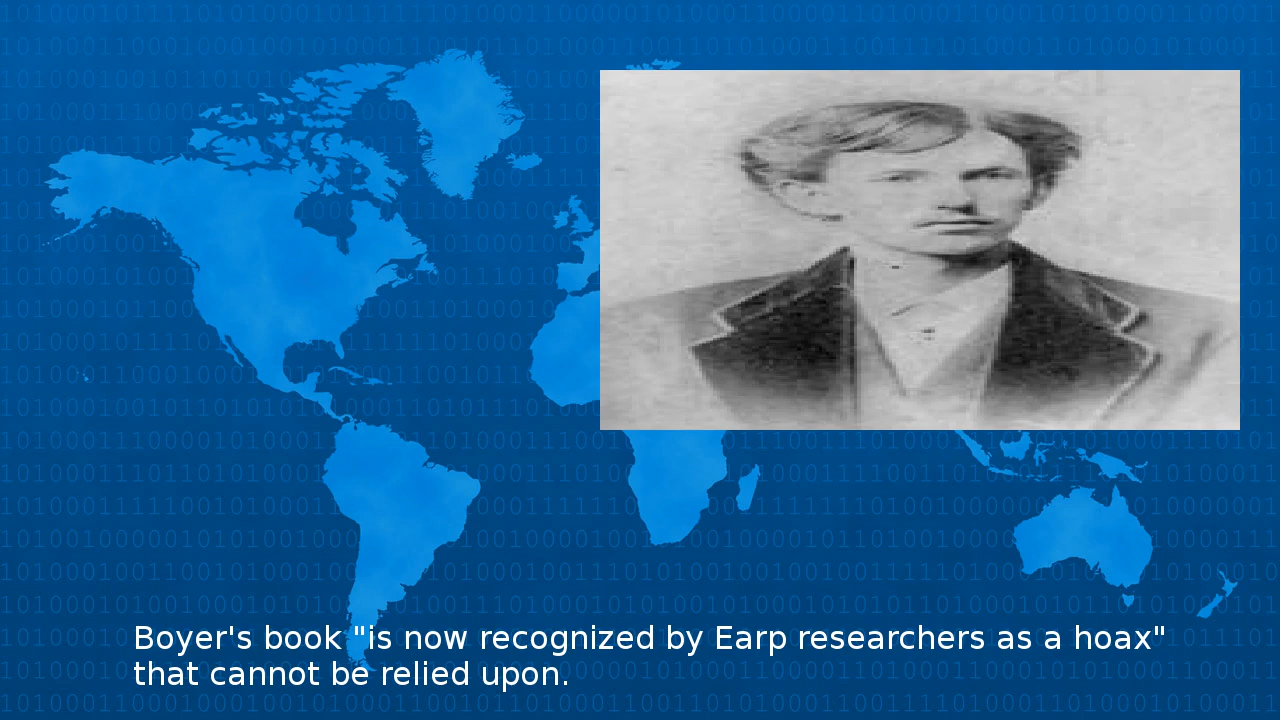 Boyer's book "is now recognized by Earp researchers as a hoax"
that cannot be relied upon.